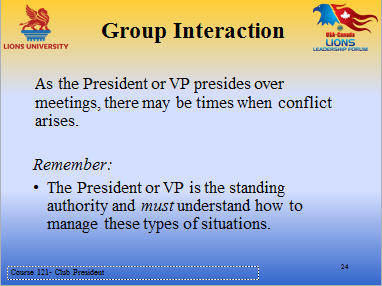 Group Interaction
LIONS UNIVERSITY
USA-Canada
LIONS
LEADERSHIP FORUM
As the President or VP presides over
meetings, there may be times when conflict
arises.
Remember:
• The President or VP is the standing
authority and must understand how to
manage these types of situations.
Course 121- Club President
24